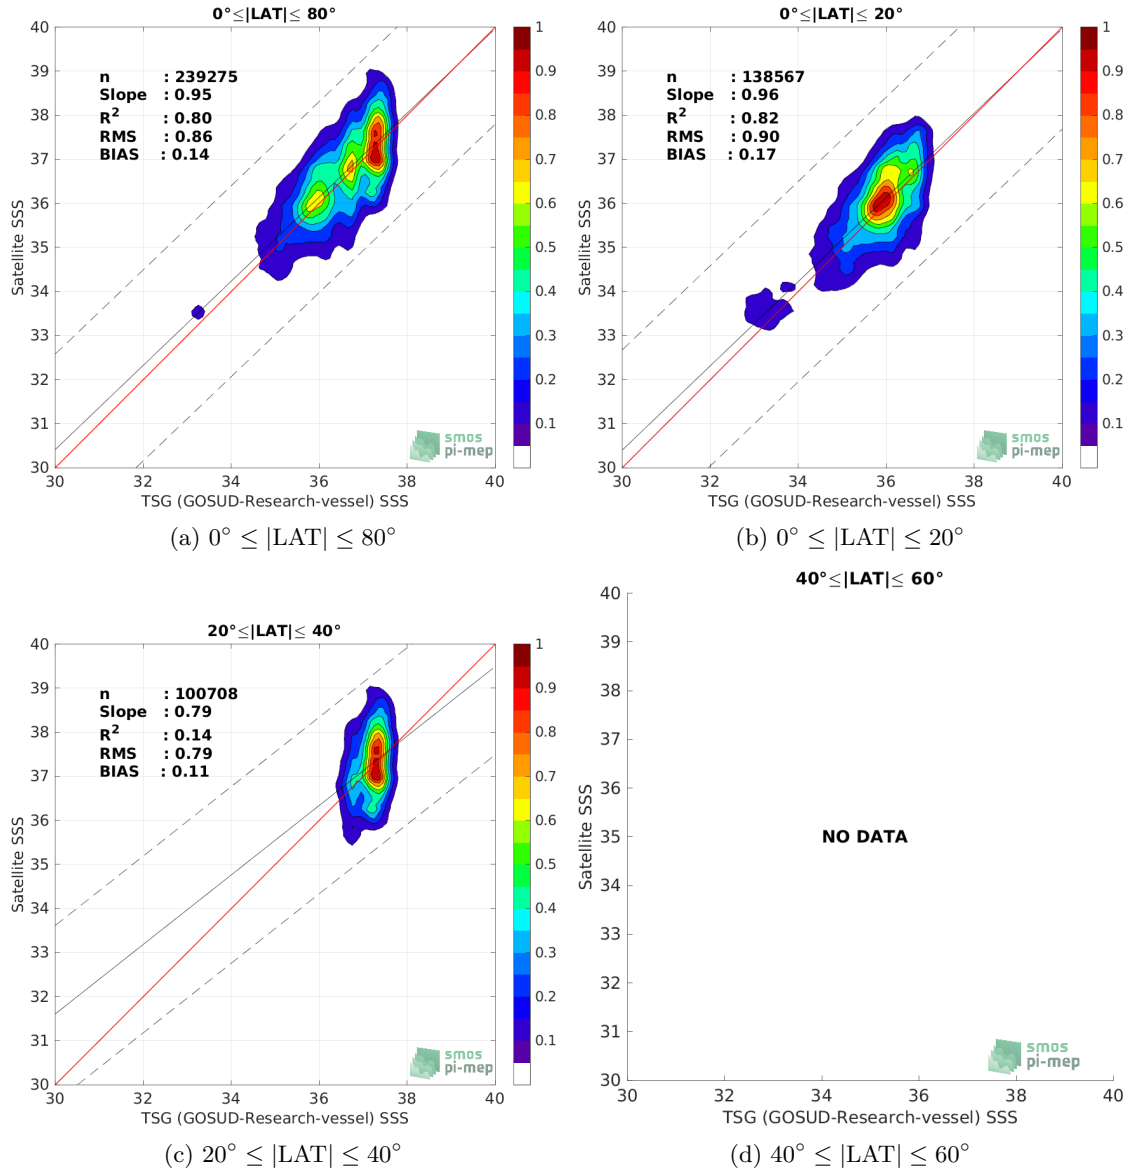 0°≤|LAT|≤ 80°
40
39
38
37
36
35
34
33
32
31
30
Satellite SSS
n : 239275
Slope : 0.95
R² : 0.80
RMS : 0.86
BIAS : 0.14
smos
pi-mep
30 32 34 36 38 40
TSG (GOSUD-Research-vessel) SSS
1
0.9
0.8
0.7
0.6
0.5
0.4
0.3
0.2
0.1
(a) 0° ≤ |LAT| ≤ 80°
0°≤|LAT|≤ 20°
40
39
38
37
36
35
34
33
32
31
30
Satellite SSS
n : 138567
Slope : 0.96
R² : 0.82
RMS : 0.90
BIAS : 0.17
smos
pi-mep
30 32 34 36 38 40
TSG (GOSUD-Research-vessel) SSS
1
0.9
0.8
0.7
0.6
0.5
0.4
0.3
0.2
0.1
(b) 0° ≤ |LAT| ≤ 20°
20°≤|LAT|≤ 40°
40
39
38
37
36
35
34
33
32
31
30
Satellite SSS
n : 100708
Slope : 0.79
R² : 0.14
RMS : 0.79
BIAS : 0.11
smos
pi-mep
30 32 34 36 38 40
TSG (GOSUD-Research-vessel) SSS
1
0.9
0.8
0.7
0.6
0.5
0.4
0.3
0.2
0.1
(c) 20° ≤ |LAT| ≤ 40°
40°≤|LAT|≤ 60°
40
39
38
37
36
35
34
33
32
31
30
Satellite SSS
NO DATA
smos
pi-mep
30 32 34 36 38 40
TSG (GOSUD-Research-vessel) SSS
(d) 40° ≤ |LAT| ≤ 60°